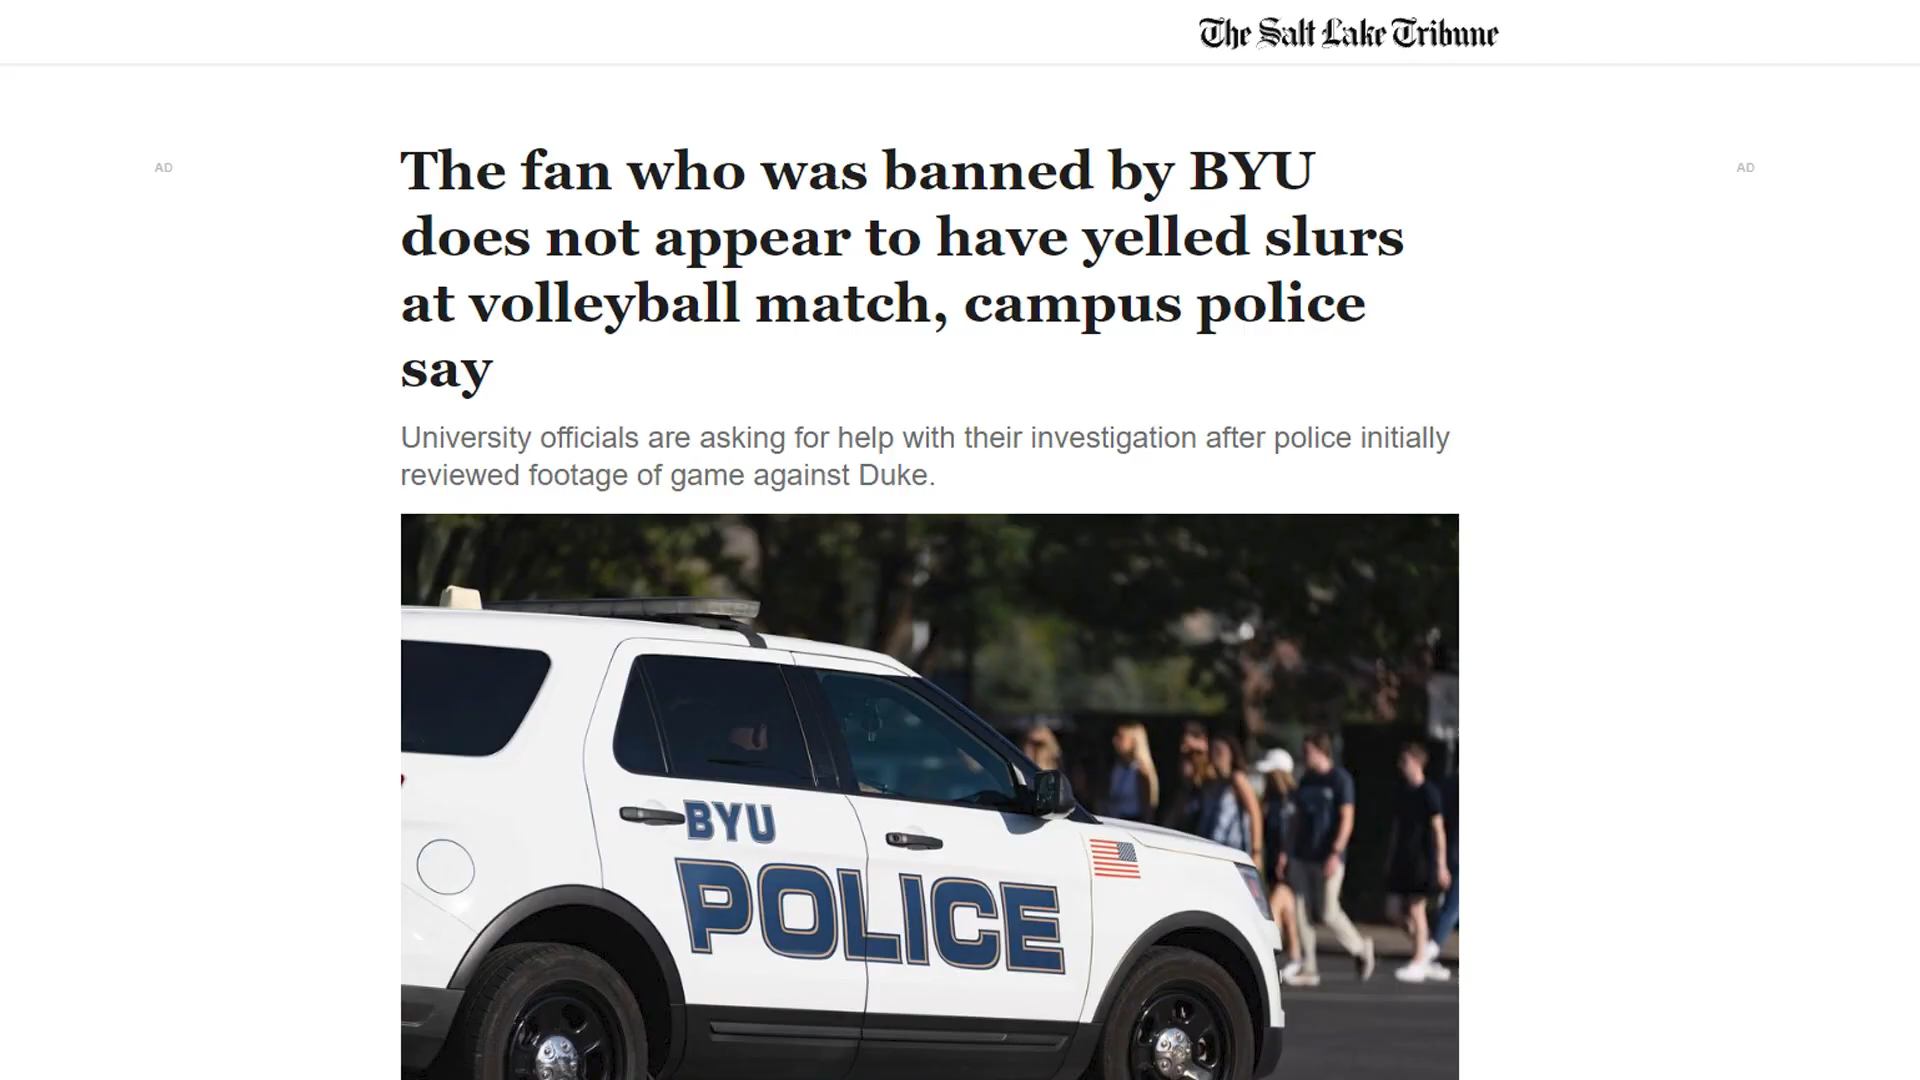 The Salt Lake Tribune
AD
AD
The fan who was banned by BYU
does not appear to have yelled slurs
at volleyball match, campus police
say
University officials are asking for help with their investigation after police initially
reviewed footage of game against Duke.
BYU
POLICE